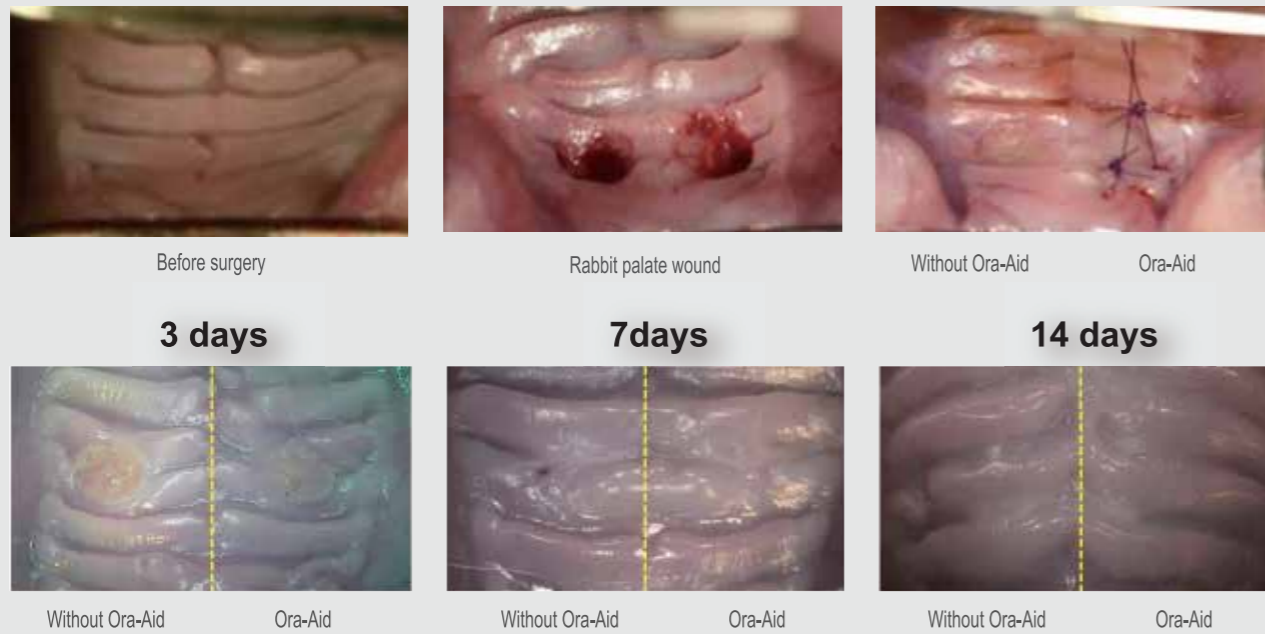 Before surgery
Rabbit palate wound
Without Ora-Aid
Ora-Aid
3 days
7days
14 days
Without Ora-Aid
Ora-Aid
Without Ora-Aid
Ora-Aid
Without Ora-Aid
Ora-Aid